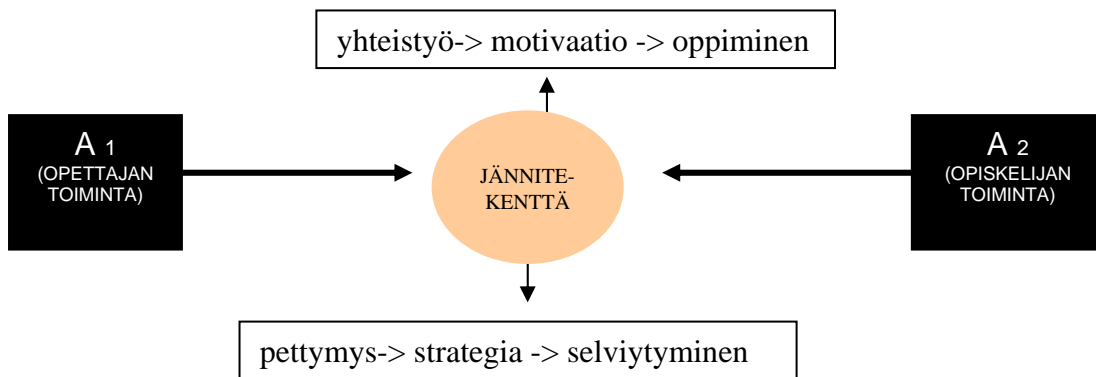 yhteistyö-> motivaatio -> oppiminen
A 1
(OPETTAJAN
TOIMINTA)
JÄNNITE-
KENTTÄ
A 2
(OPISKELIJAN
TOIMINTA)
pettymys-> strategia -> selviytyminen